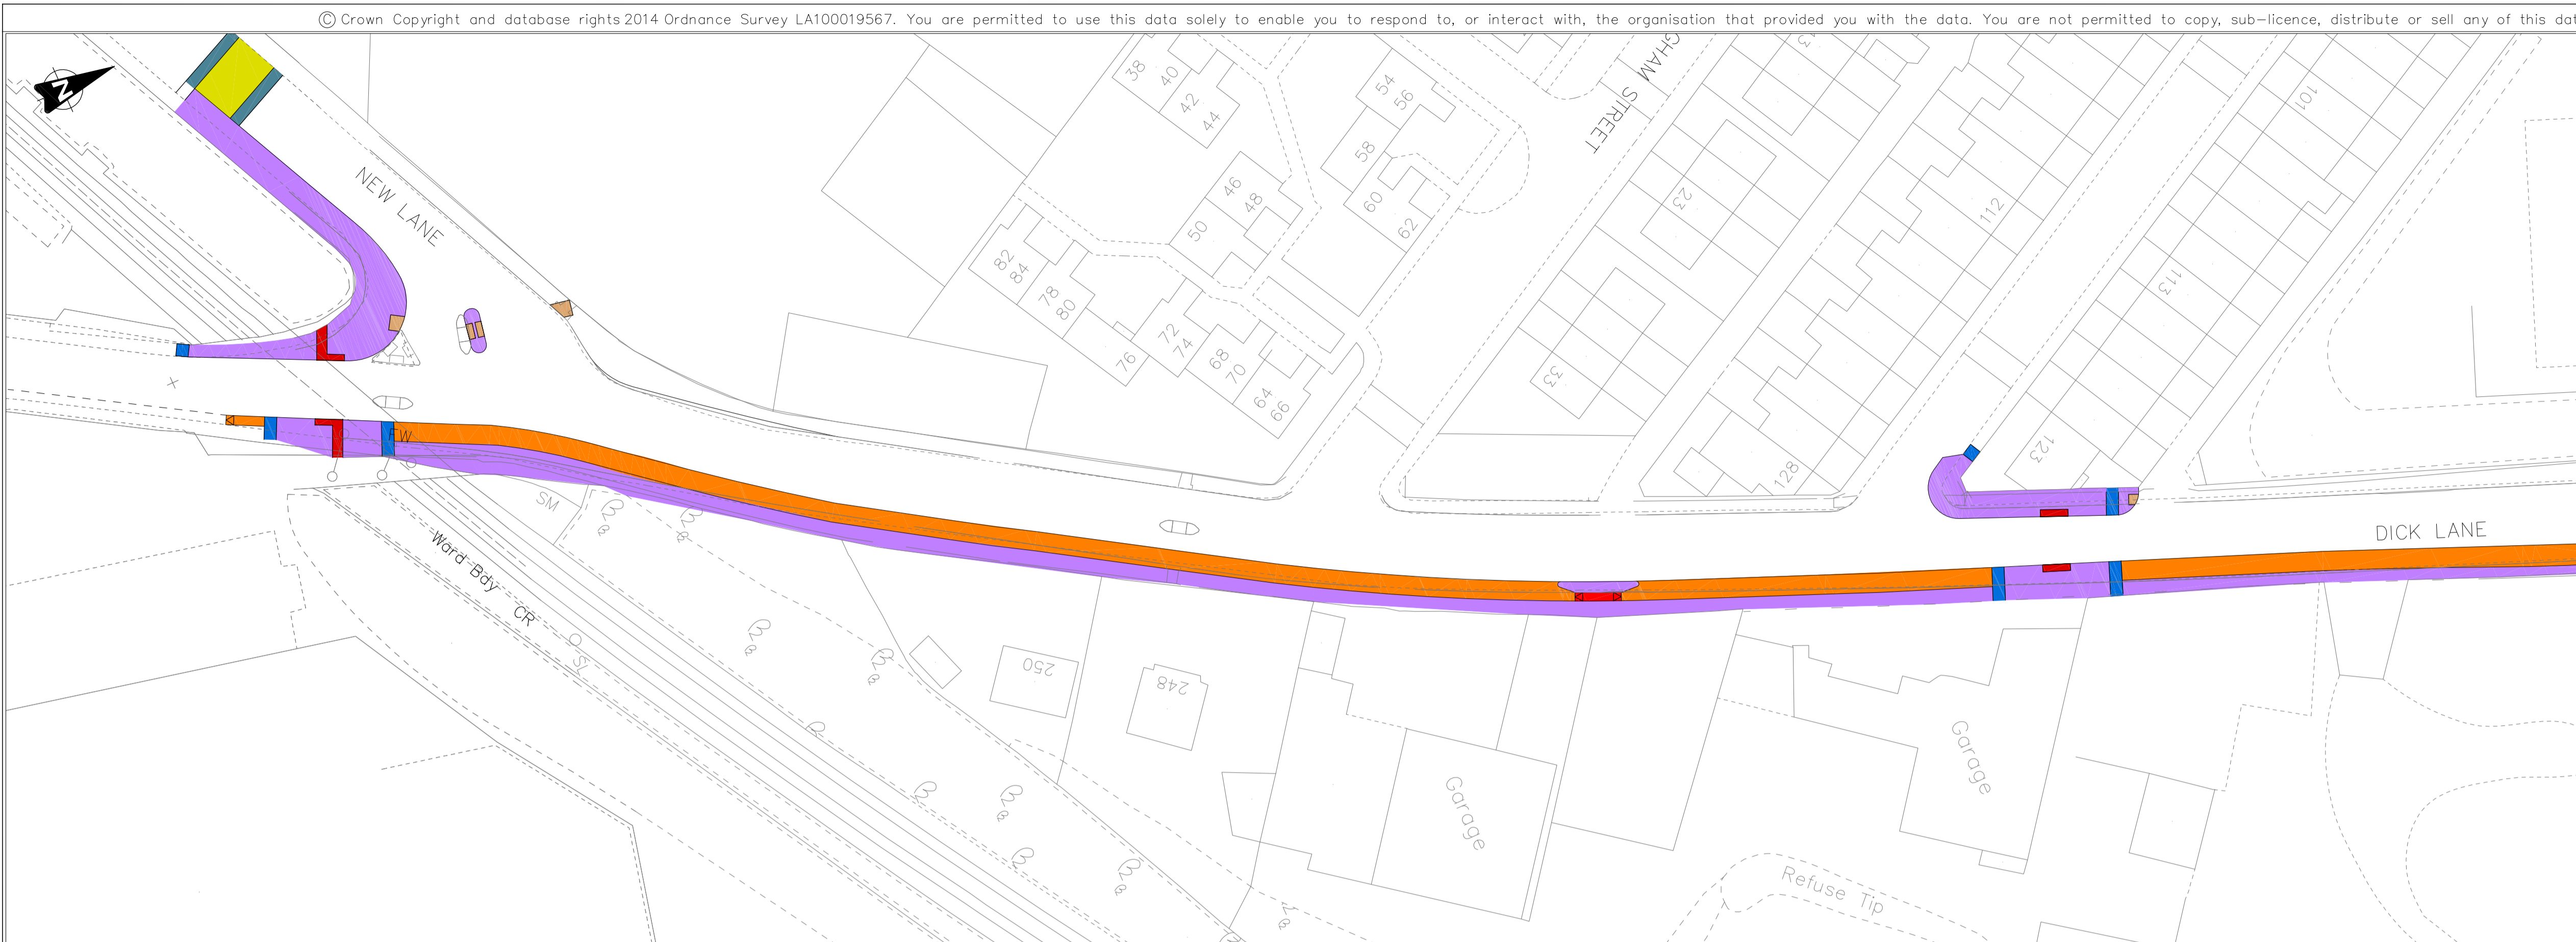 © Crown Copyright and database rights 2014 Ordnance Survey LA100019567. You are permitted to use this data solely to enable you to respond to, or interact with, the organisation that provided you with the data. You are not permitted to copy, sub-licence, distribute or sell any of this
N
NEW LANE
GHAM STREET
38
40
42
44
54
56
58
60
62
46
48
50
82
84
78
80
76
72
74
68
70
64
66
23
33
112
128
101
113
123
DICK LANE
FW
SM
Ward Bdy
CR
SL
250
248
Garage
Garage
Refuse Tip